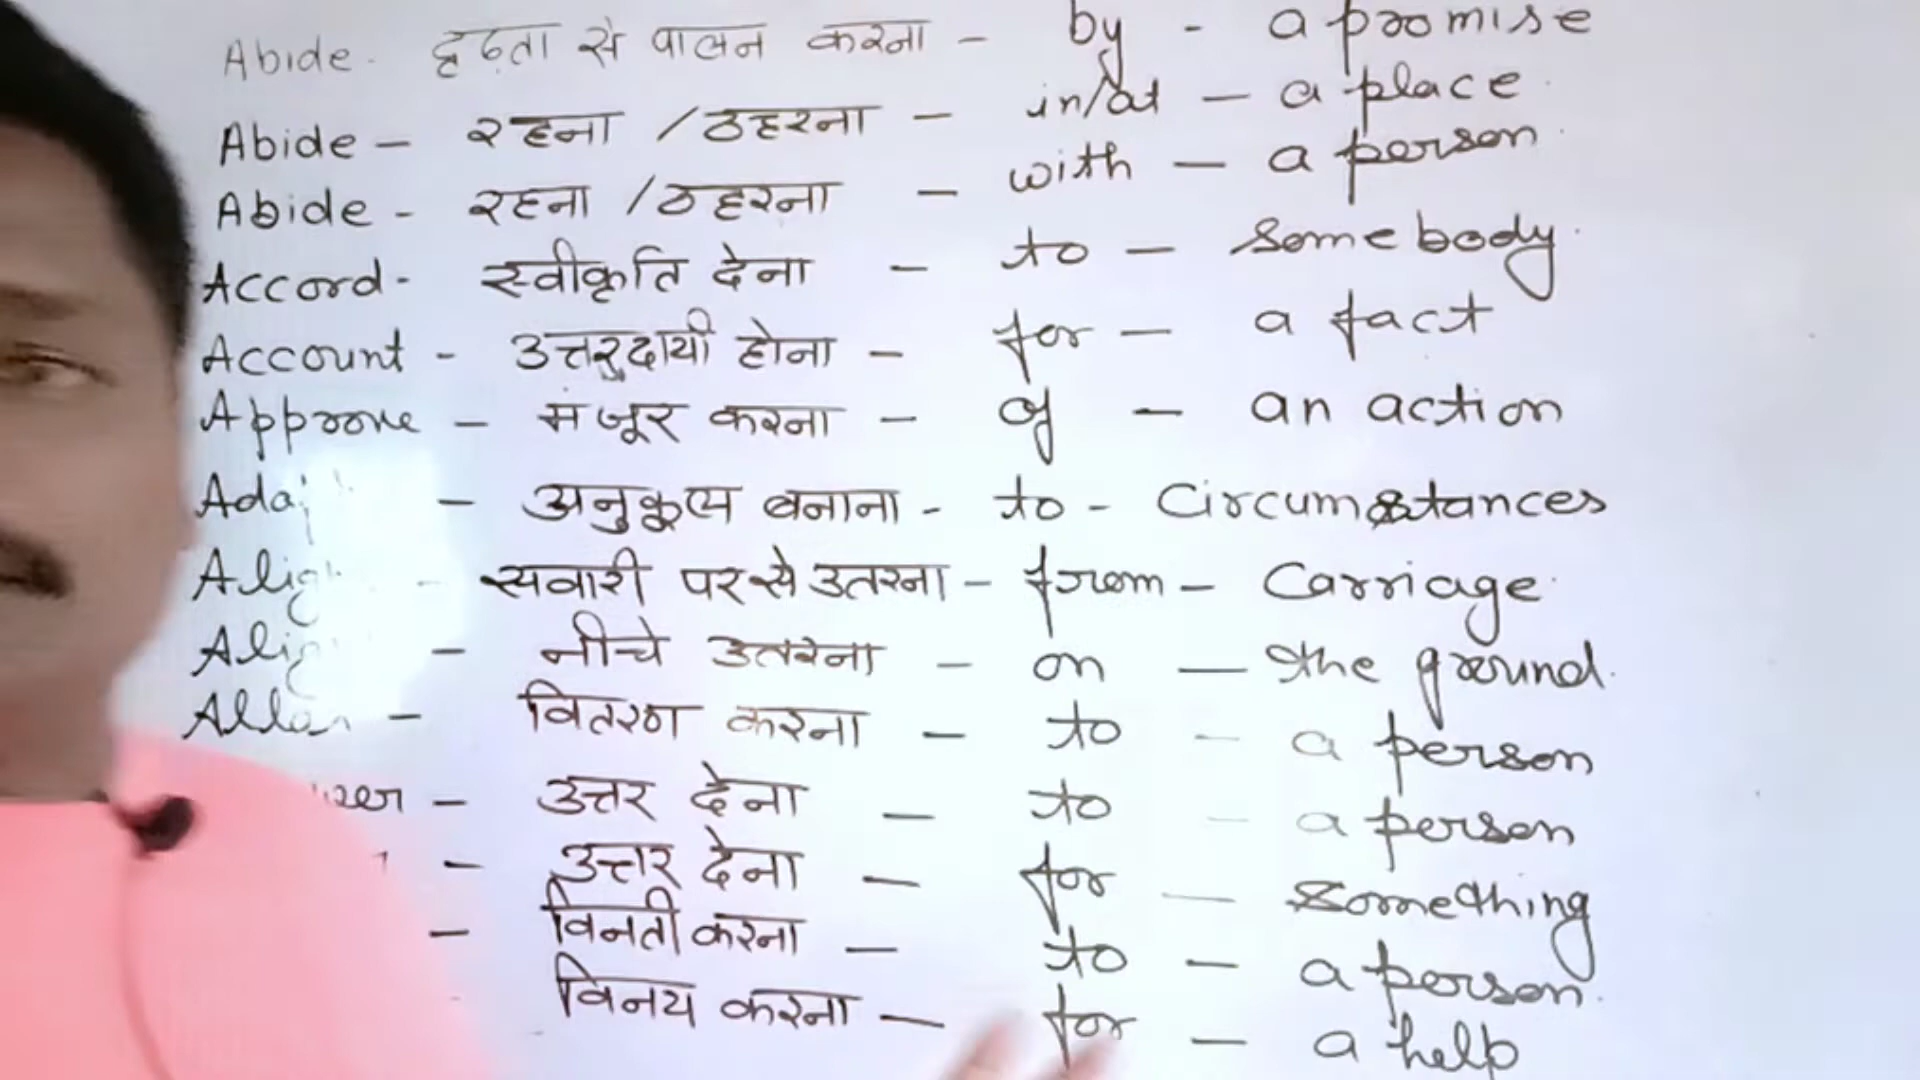 Abide. दृढ़ता से पालन करना - by - a promise
Abide - रहना / ठहरना - in/at - a place.
Abide - रहना / ठहरना - with - a person.
Accord - स्वीकृति देना - to - somebody.
Account - उत्तरदायी होना - for - a fact
Approve - मंजूर करना - of - an action
- अनुकूल बनाना - to - Circumstances
- सवारी पर से उतरना - from - Carriage.
- नीचे उतरना - on - the ground.
- वितरण करना - to - a person
- उत्तर देना - to - a person
- उत्तर देना - for - something
- विनती करना - to - a person.
विनय करना - for - a help